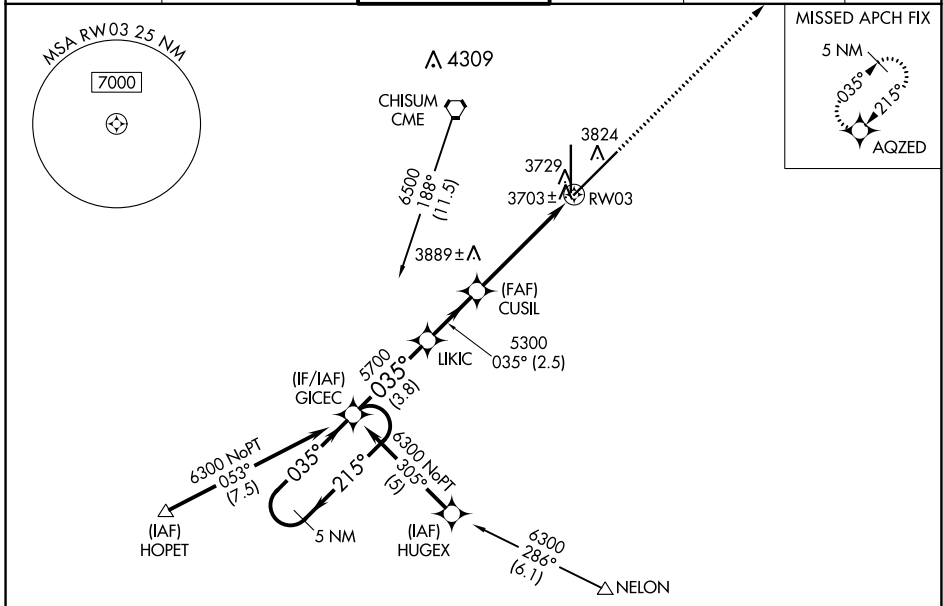 MSA RW03 25 NM
7000
4309
CHISUM
CME
6500
188°
(11.5)
3824
3729
3703±
RW03
3889±
(FAF)
CUSIL
5300
035° (2.5)
LIKIC
5700
035°
(3.8)
(IF/IAF)
GICEC
6300 NoPT
053°
(7.5)
035°
215°
5 NM
6300 NoPT
305°
(5)
(IAF)
HOPET
(IAF)
HUGEX
6300
286°
(6.1)
NELON
MISSED APCH FIX
5 NM
035°
215°
AQZED